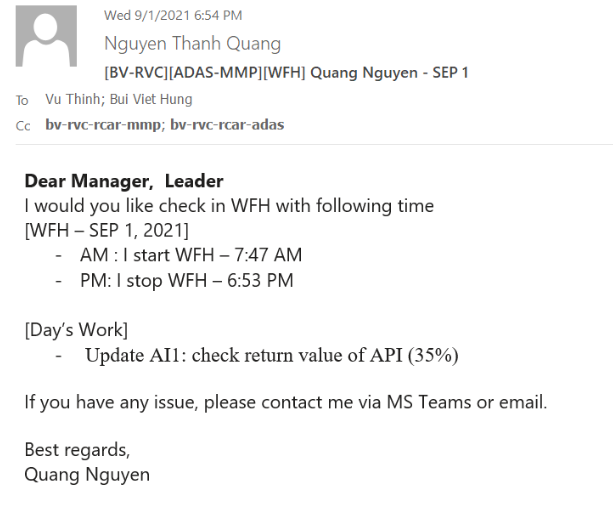 Wed 9/1/2021 6:54 PM
Nguyen Thanh Quang
[BV-RVC][ADAS-MMP][WFH] Quang Nguyen - SEP 1
To Vu Thinh; Bui Viet Hung
Cc bv-rvc-rcar-mmp; bv-rvc-rcar-adas
Dear Manager, Leader
I would you like check in WFH with following time
[WFH – SEP 1, 2021]
- AM : I start WFH – 7:47 AM
- PM: I stop WFH – 6:53 PM
[Day's Work]
- Update AI1: check return value of API (35%)
If you have any issue, please contact me via MS Teams or email.
Best regards,
Quang Nguyen